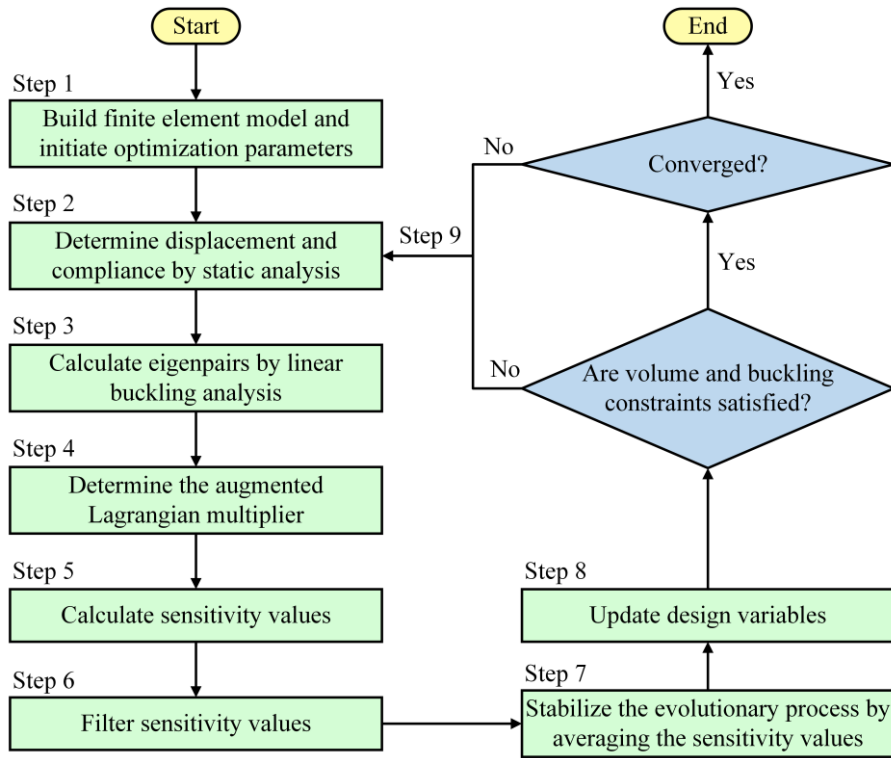 Start
Step 1
Build finite element model and
initiate optimization parameters
Step 2
Determine displacement and
compliance by static analysis
Step 3
Calculate eigenpairs by linear
buckling analysis
Step 4
Determine the augmented
Lagrangian multiplier
Step 5
Calculate sensitivity values
Step 6
Filter sensitivity values
Step 7
Stabilize the evolutionary process by
averaging the sensitivity values
Step 8
Update design variables
Are volume and buckling
constraints satisfied?
No
Yes
Step 9
Converged?
No
Yes
End